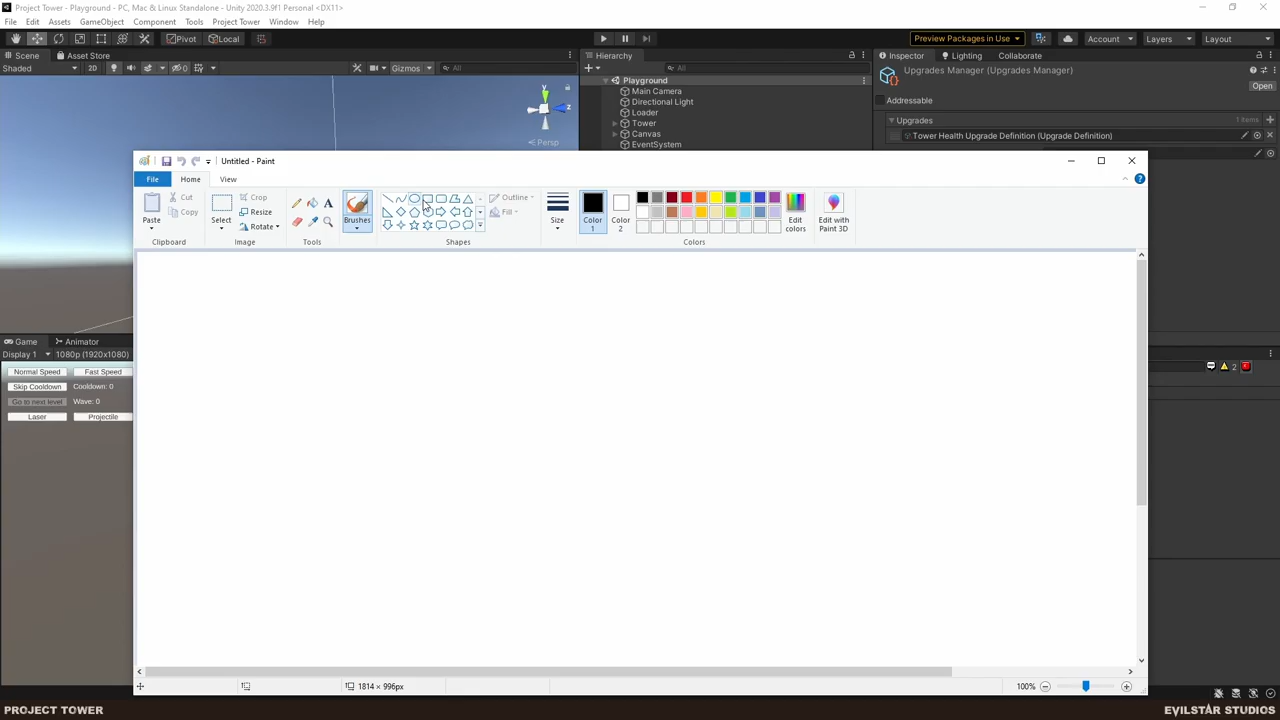 Project Tower - Playground - PC, Mac & Linux Standalone - Unity 2020.3.9f1 Personal <DX11>
File Edit Assets GameObject Component Tools Project Tower Window Help
Pivot Local Preview Packages in Use Account Layers Layout
Scene Asset Store
Shaded 2D 0 Gizmos All
Persp
Hierarchy
All
Playground
Main Camera
Directional Light
Loader
Tower
Canvas
EventSystem
Inspector Lighting Collaborate
Upgrades Manager (Upgrades Manager)
Open
Addressable
Upgrades 1 items
Tower Health Upgrade Definition (Upgrade Definition)
Untitled - Paint
File Home View
Paste Cut Copy
Select Crop Resize Rotate
A
Brushes
Outline
Fill
Size
Color 1
Color 2
Edit colors
Edit with Paint 3D
Clipboard Image Tools Shapes Colors
Game Animator
Display 1 1080p (1920x1080)
Normal Speed Fast Speed
Skip Cooldown Cooldown: 0
Go to next level Wave: 0
Laser Projectile
2
1814 × 996px 100%
PROJECT TOWER EVILSTAR STUDIOS